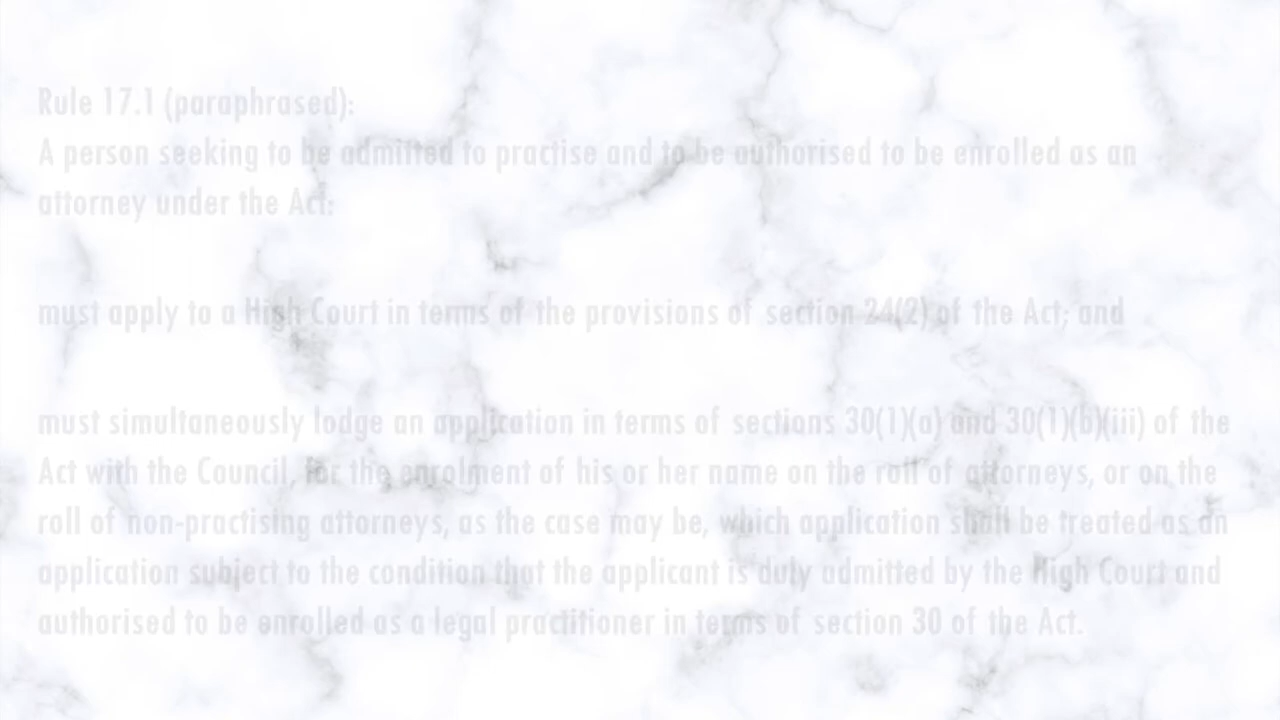 Rule 17.1 (paraphrased):
A person seeking to be admitted to practise and to be authorised to be enrolled as an
attorney under the Act:
must apply to a High Court in terms of the provisions of section 24(2) of the Act; and
must simultaneously lodge an application in terms of sections 30(1)(a) and 30(1)(b)(iii) of the
Act with the Council, for the enrolment of his or her name on the roll of attorneys, or on the
roll of non-practising attorneys, as the case may be, which application shall be treated as an
application subject to the condition that the applicant is duly admitted by the High Court and
authorised to be enrolled as a legal practitioner in terms of section 30 of the Act.